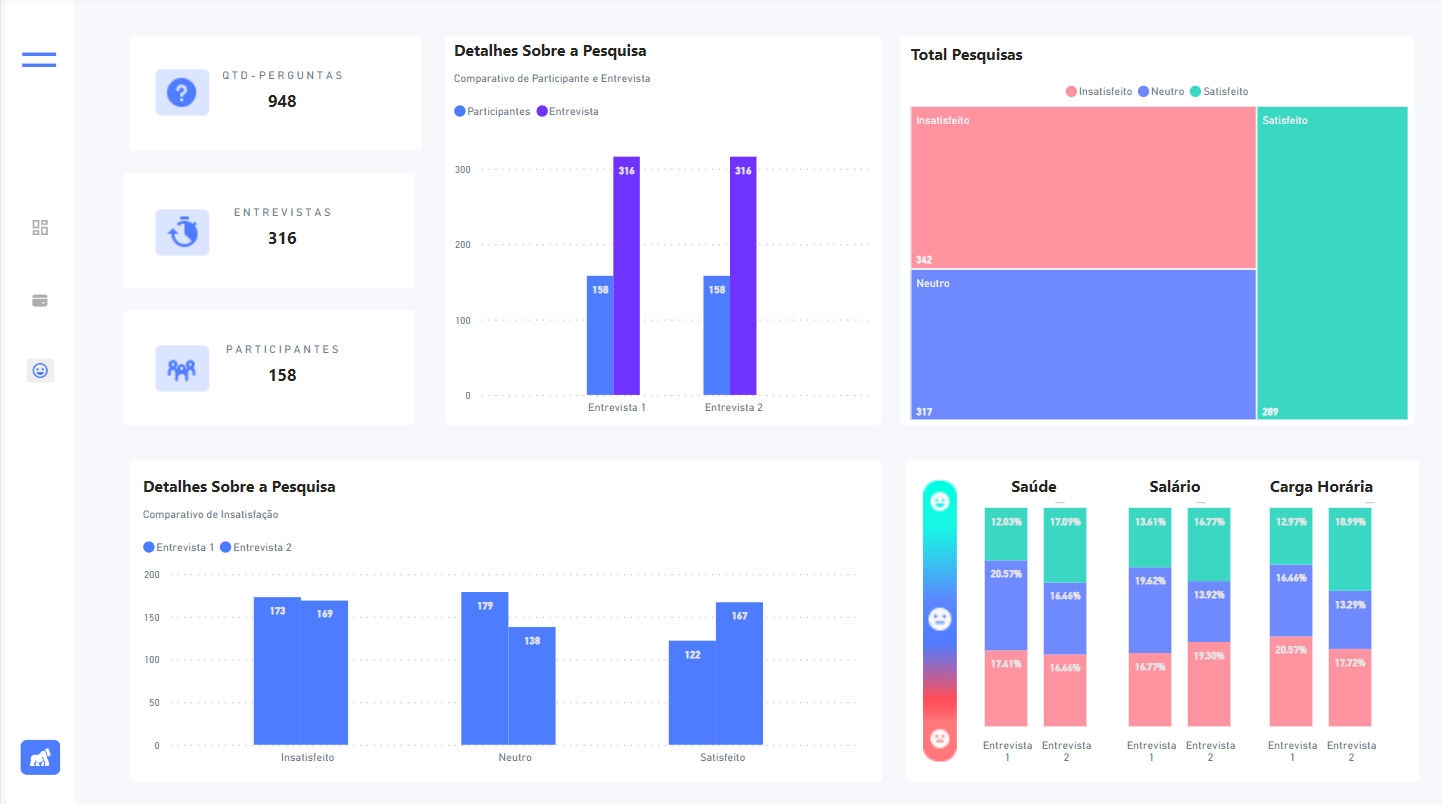 QTD-PERGUNTAS
948
ENTREVISTAS
316
PARTICIPANTES
158
Detalhes Sobre a Pesquisa
Comparativo de Participante e Entrevista
Participantes Entrevista
300
200
100
0
316
316
158
158
Entrevista 1 Entrevista 2
Total Pesquisas
Insatisfeito Neutro Satisfeito
Insatisfeito
342
Neutro
317
Satisfeito
289
Detalhes Sobre a Pesquisa
Comparativo de Insatisfação
Entrevista 1 Entrevista 2
200
150
100
50
0
173 169
179 138
122 167
Insatisfeito Neutro Satisfeito
Saúde
12.03% 17.09%
20.57% 16.46%
17.41% 16.46%
Entrevista 1 Entrevista 2
Salário
13.61% 16.77%
19.62% 13.92%
16.77% 19.30%
Entrevista 1 Entrevista 2
Carga Horária
12.97% 18.99%
16.46% 13.29%
20.57% 17.72%
Entrevista 1 Entrevista 2